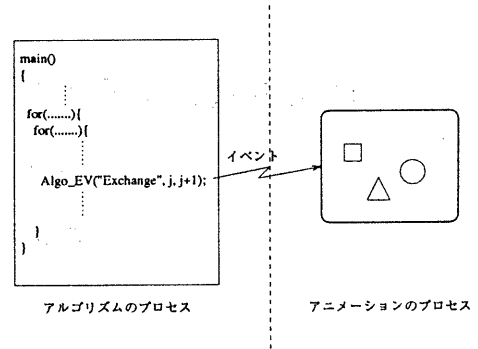 main()
{
for(.......){
for(.......){
イベント
Algo_EV("Exchange", j, j+1);
}
}
アルゴリズムのプロセス
アニメーションのプロセス